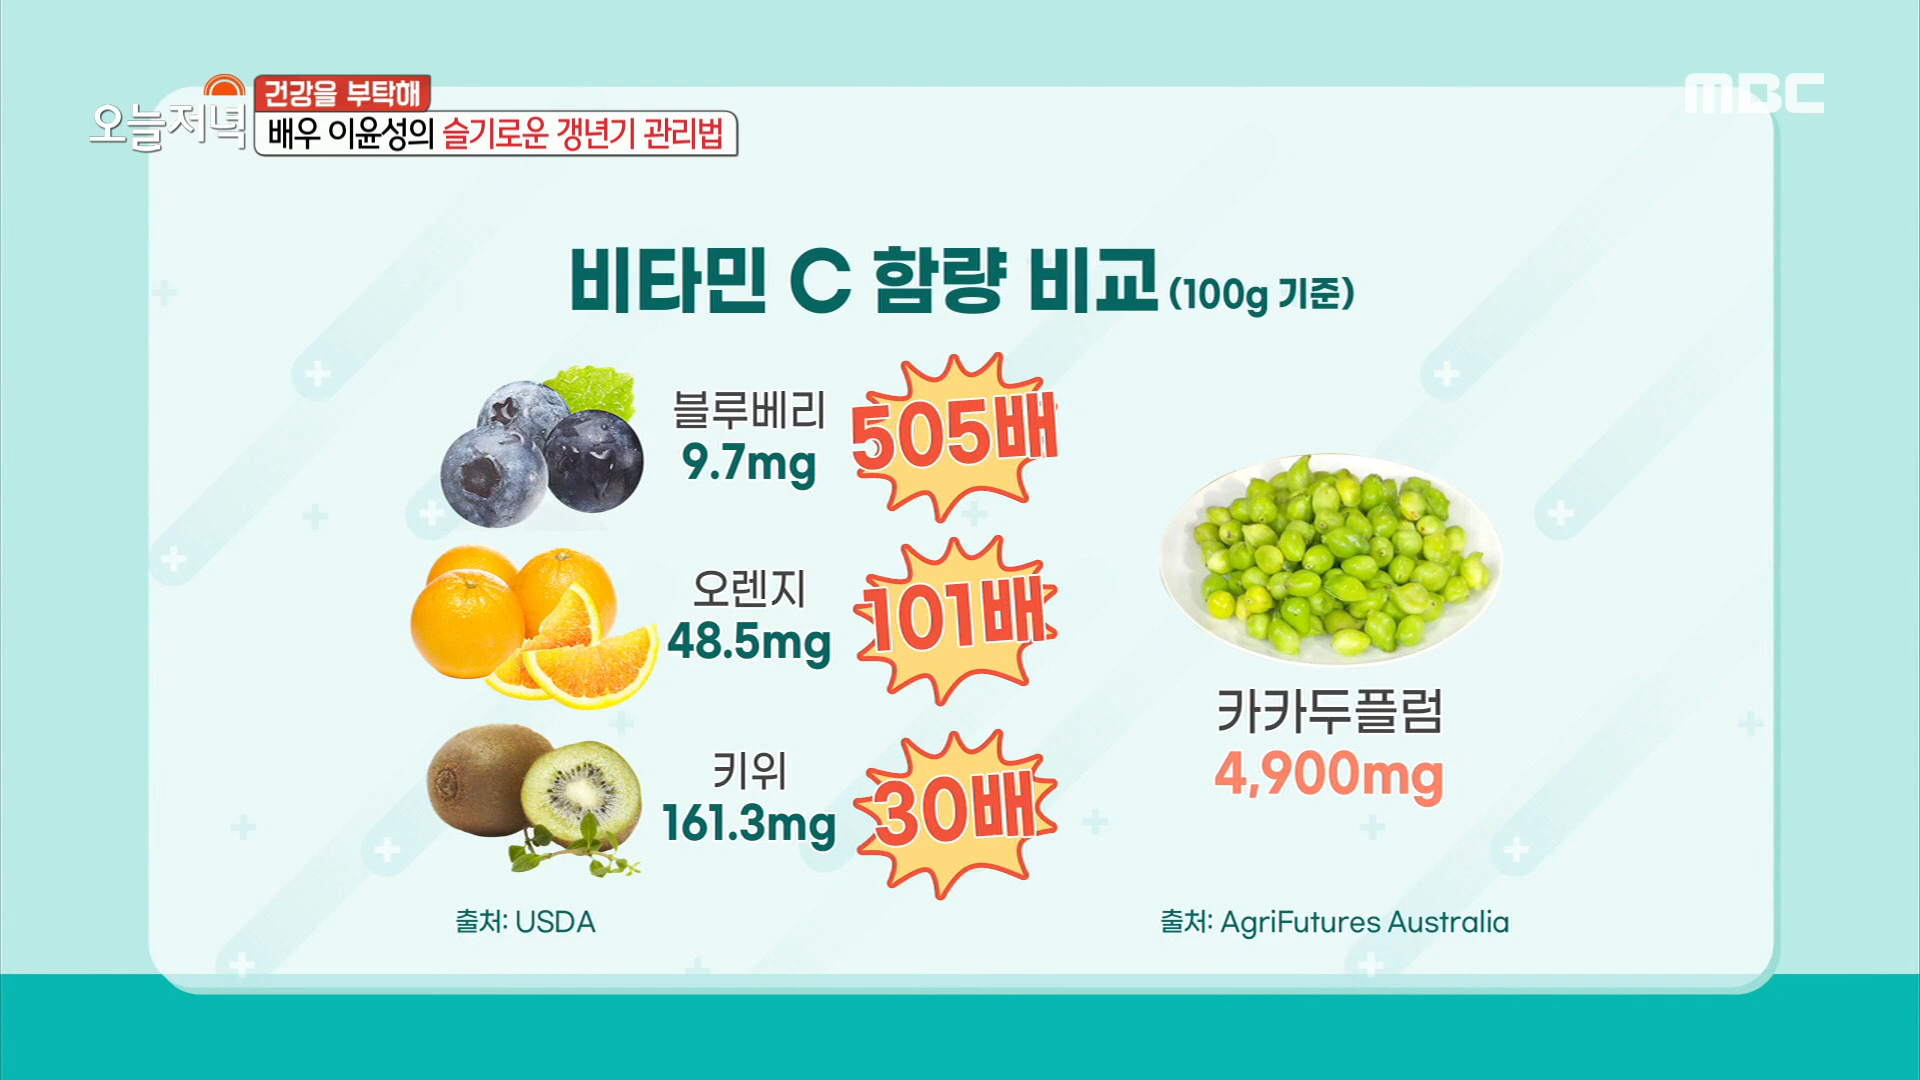 오늘저녁
건강을 부탁해
배우 이윤성의 슬기로운 갱년기 관리법
MBC
비타민 C 함량 비교 (100g 기준)
블루베리
9.7mg
505배
오렌지
48.5mg
101배
키위
161.3mg
30배
카카두플럼
4,900mg
출처: USDA
출처: AgriFutures Australia